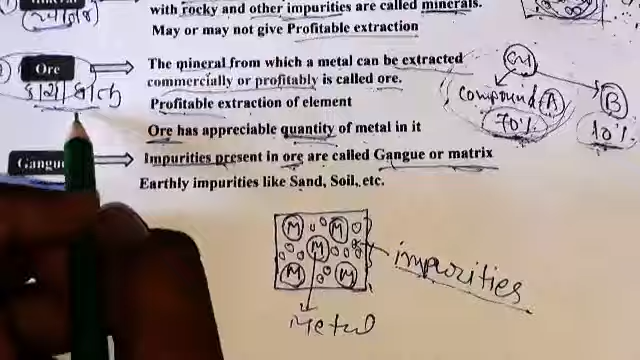 with rocky and other impurities are called minerals.
May or may not give Profitable extraction
Ore
The mineral from which a metal can be extracted
commercially or profitably is called ore.
Profitable extraction of element
Ore has appreciable quantity of metal in it
Compound A
70%
B
10%
Gangu
Impurities present in ore are called Gangue or matrix
Earthly impurities like Sand, Soil, etc.
M M
M
M M
impurities
Metal